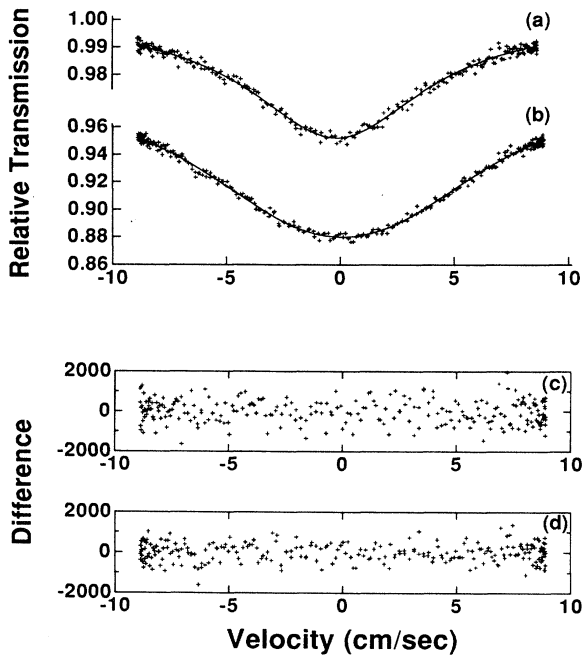 Relative Transmission
1.00
0.99
0.98
(a)
0.96
0.94
0.92
0.90
0.88
0.86
(b)
-10 -5 0 5 10
Difference
2000
0
-2000
(c)
-10 -5 0 5 10
2000
0
-2000
(d)
-10 -5 0 5 10
Velocity (cm/sec)